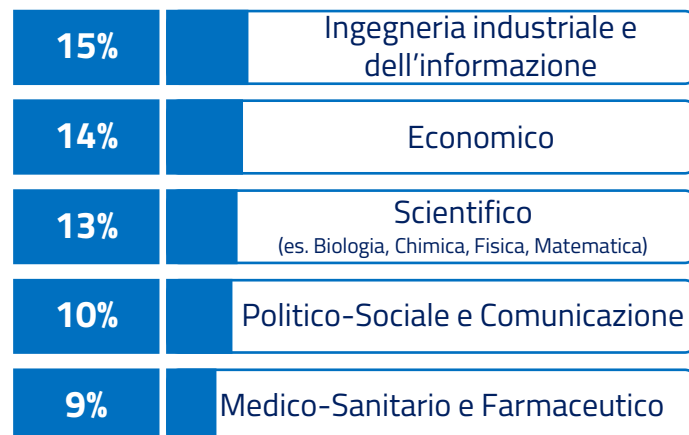 15%
Ingegneria industriale e
dell’informazione
14%
Economico
13%
Scientifico
(es. Biologia, Chimica, Fisica, Matematica)
10%
Politico-Sociale e Comunicazione
9%
Medico-Sanitario e Farmaceutico